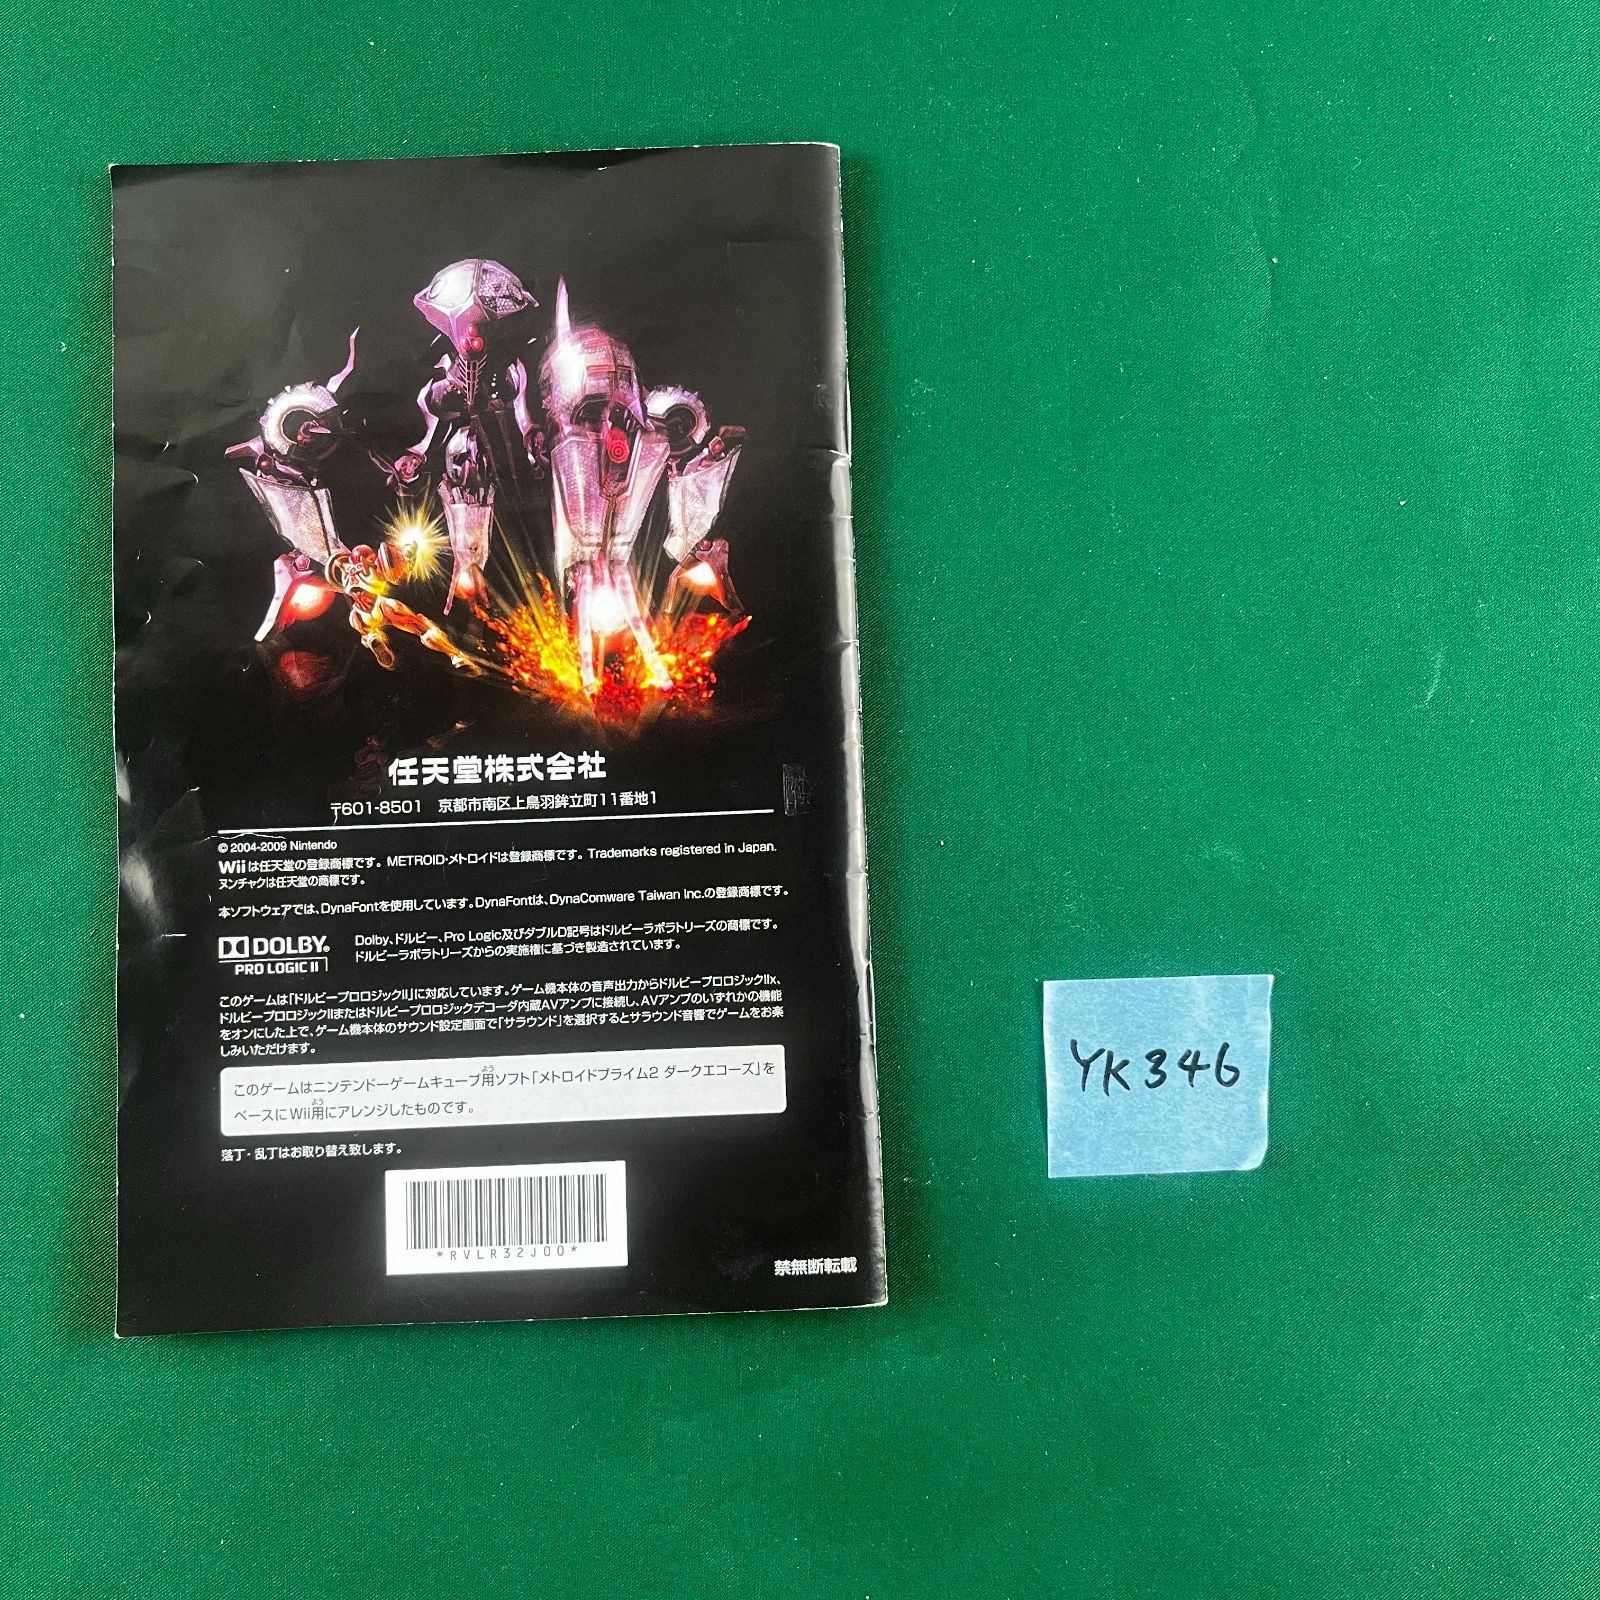 任天堂株式会社
〒601-8501 京都市南区上鳥羽鉾立町11番地1
© 2004-2009 Nintendo
Wiiは任天堂の登録商標です。METROID・メトロイドは登録商標です。Trademarks registered in Japan.
ヌンチャクは任天堂の商標です。
本ソフトウェアでは、DynaFontを使用しています。DynaFontは、DynaComware Taiwan Inc.の登録商標です。
DOLBY®
PRO LOGIC II
Dolby、ドルビー、Pro Logic及びダブルD記号はドルビーラボラトリーズの商標です。
ドルビーラボラトリーズからの実施権に基づき製造されています。
このゲームは「ドルビープロロジックII」に対応しています。ゲーム機本体の音声出力からドルビープロロジックIIx、
ドルビープロロジックIIまたはドルビープロロジックデコーダ内蔵AVアンプに接続し、AVアンプのいずれかの機能
をオンにした上で、ゲーム機本体のサウンド設定画面で「サラウンド」を選択するとサラウンド音響でゲームをお楽
しみいただけます。
このゲームはニンテンドーゲームキューブ用ソフト「メトロイドプライム2 ダークエコーズ」を
ベースにWii用にアレンジしたものです。
落丁・乱丁はお取り替え致します。
*RVLR32J00*
禁無断転載
YK346